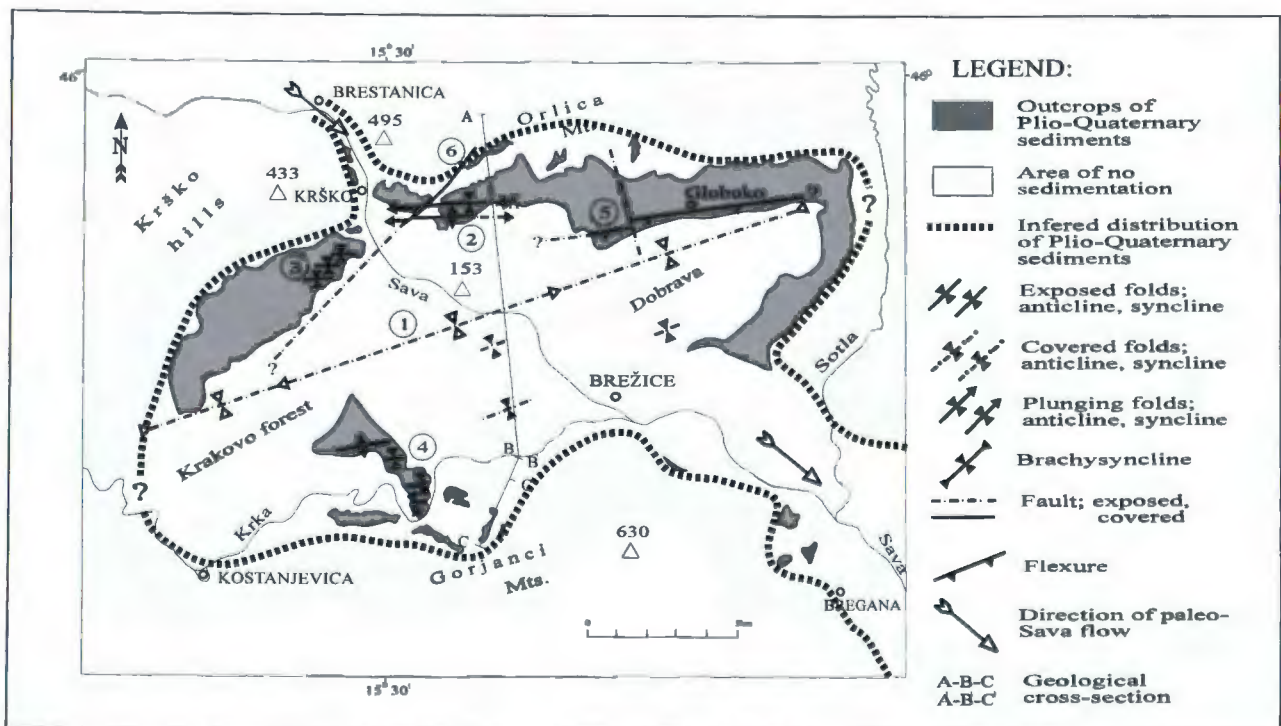 15° 30'
46°
46°
LEGEND:
BRESTANICA
Orlica
Mt.
A
495
N
6
433
KRŠKO
Krško
hills
Globoko
?
5
2
?
3
153
Sava
Dobrava
1
Sotla
?
BREŽICE
Krakovo forest
4
B
B
?
Krka
C
C
630
Gorjanci
Mts.
KOSTANJEVICA
Sava
BREGANA
0
15° 30'
Outcrops of
Plio-Quaternary
sediments
Area of no
sedimentation
Infered distribution
of Plio-Quaternary
sediments
Exposed folds;
anticline, syncline
Covered folds;
anticline, syncline
Plunging folds;
anticline, syncline
Brachysyncline
Fault; exposed,
covered
Flexure
Direction of paleo-
Sava flow
A-B-C Geological
A-B-C' cross-section